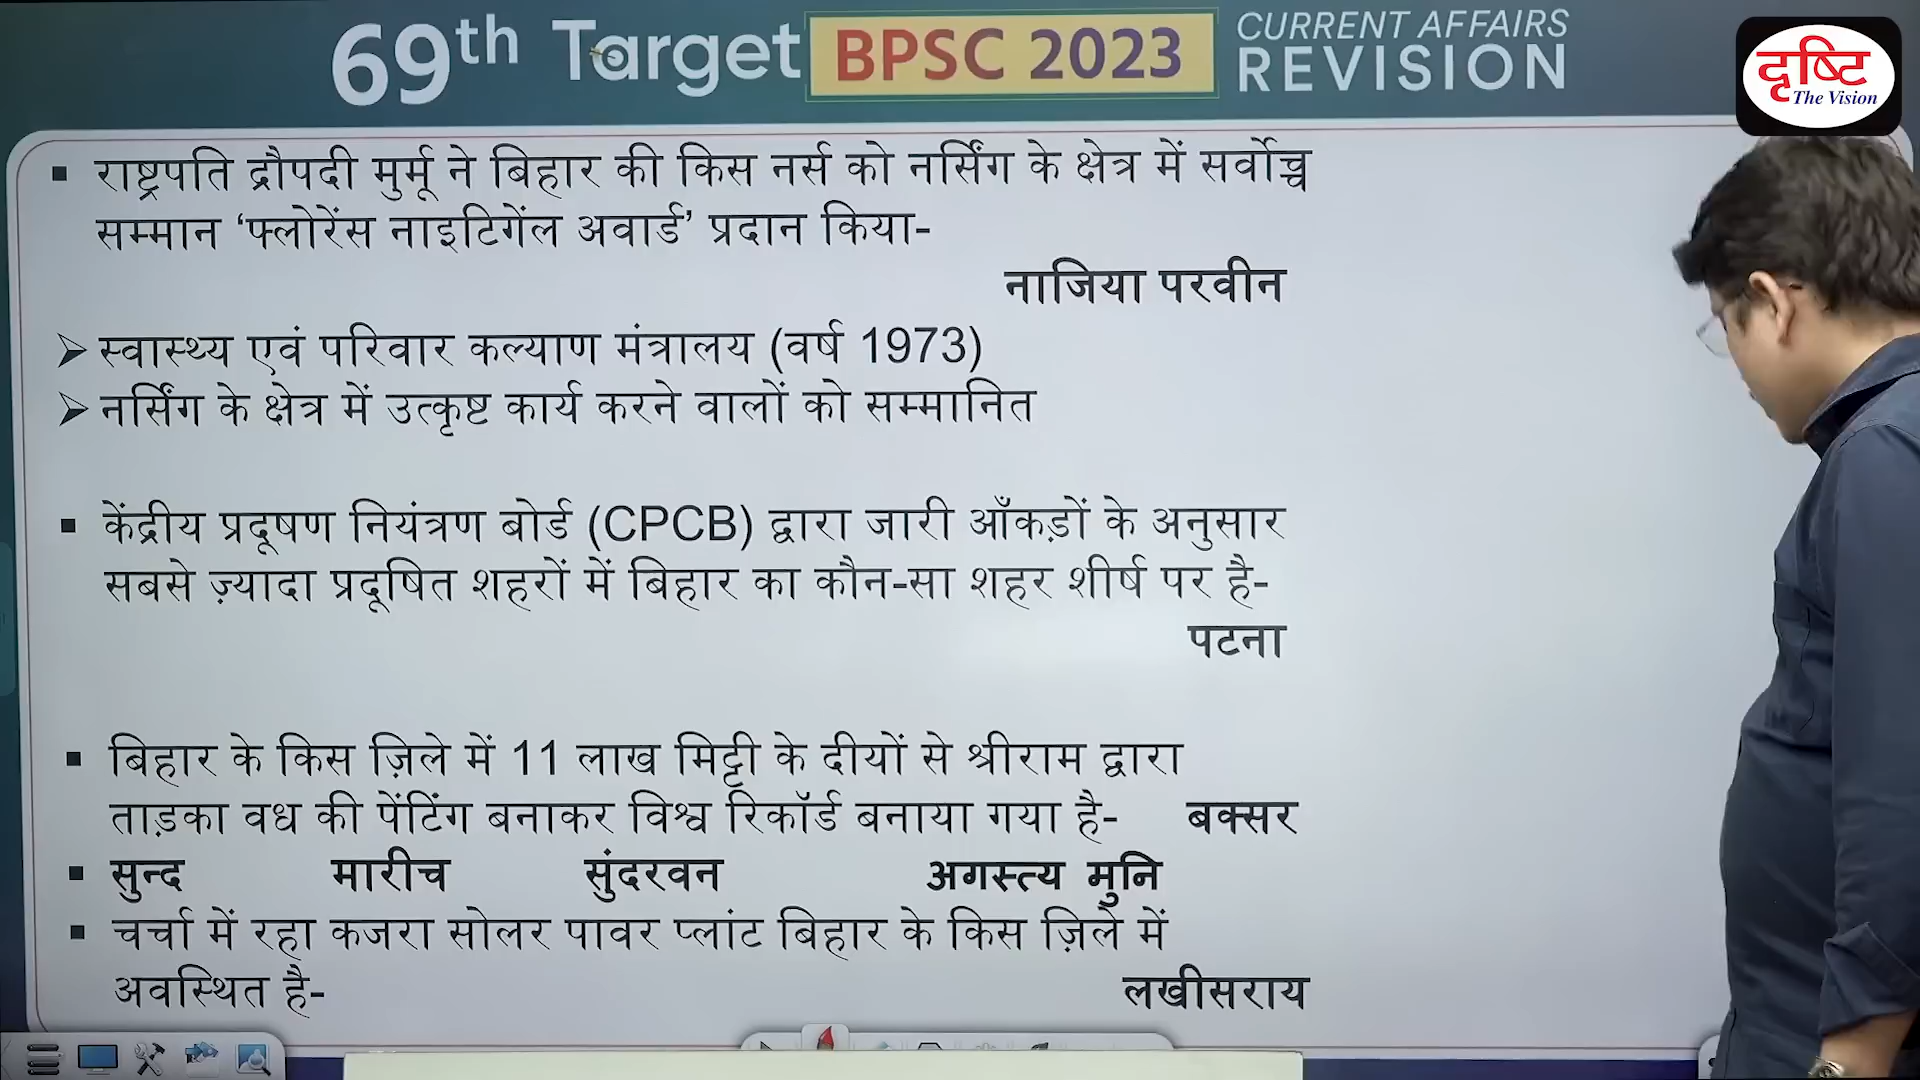 69th Target BPSC 2023 CURRENT AFFAIRS REVISION
दृष्टि
The Vision
▪ राष्ट्रपति द्रौपदी मुर्मू ने बिहार की किस नर्स को नर्सिंग के क्षेत्र में सर्वोच्च
सम्मान ‘फ्लोरेंस नाइटिगेंल अवार्ड’ प्रदान किया-
नाजिया परवीन
➢ स्वास्थ्य एवं परिवार कल्याण मंत्रालय (वर्ष 1973)
➢ नर्सिंग के क्षेत्र में उत्कृष्ट कार्य करने वालों को सम्मानित
▪ केंद्रीय प्रदूषण नियंत्रण बोर्ड (CPCB) द्वारा जारी आँकड़ों के अनुसार
सबसे ज़्यादा प्रदूषित शहरों में बिहार का कौन-सा शहर शीर्ष पर है-
पटना
▪ बिहार के किस ज़िले में 11 लाख मिट्टी के दीयों से श्रीराम द्वारा
ताड़का वध की पेंटिंग बनाकर विश्व रिकॉर्ड बनाया गया है- बक्सर
▪ सुन्द मारीच सुंदरवन अगस्त्य मुनि
▪ चर्चा में रहा कजरा सोलर पावर प्लांट बिहार के किस ज़िले में
अवस्थित है- लखीसराय